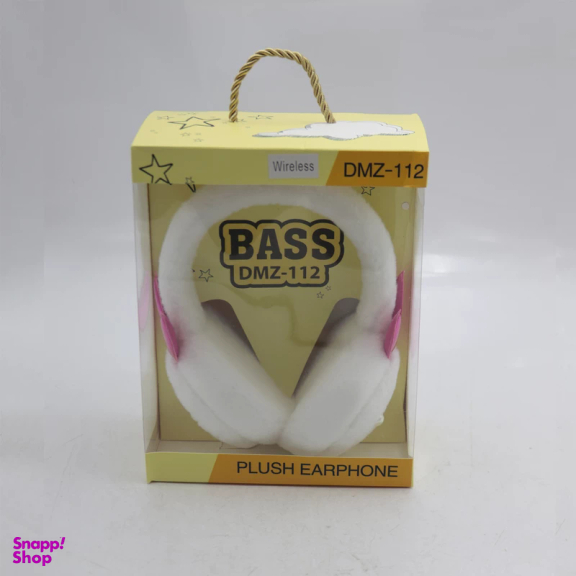 Wireless
DMZ-112
BASS
DMZ-112
PLUSH EARPHONE
Snapp!
Shop